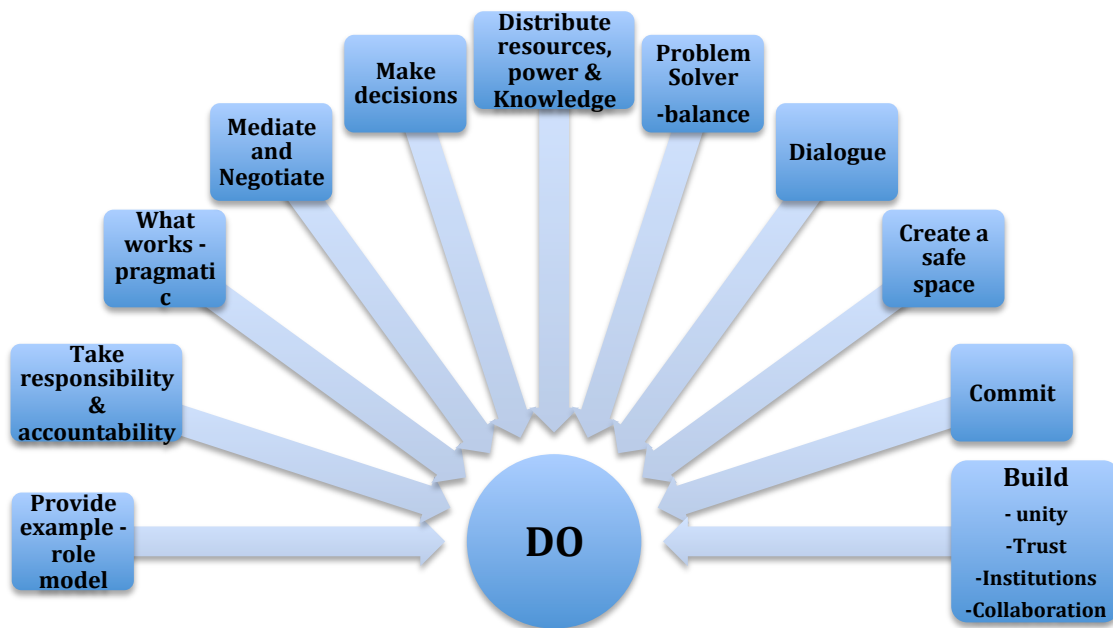 Provide
example -
role
model
Take
responsibility
&
accountability
What
works -
pragmati
c
Mediate
and
Negotiate
Make
decisions
Distribute
resources,
power &
Knowledge
Problem
Solver
-balance
Dialogue
Create a
safe
space
Commit
Build
- unity
-Trust
-Institutions
-Collaboration
DO